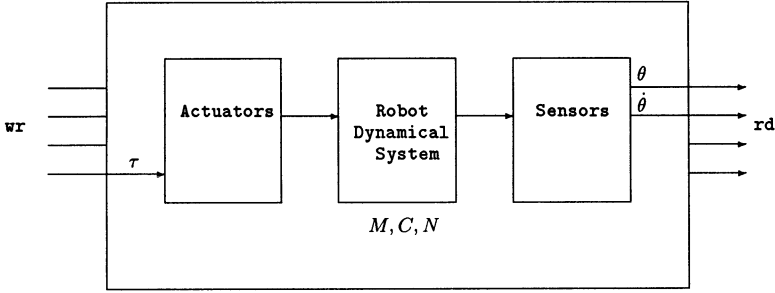 θ
Actuators
Robot
Dynamical
System
Sensors
θ̇
wr
rd
τ
M, C, N